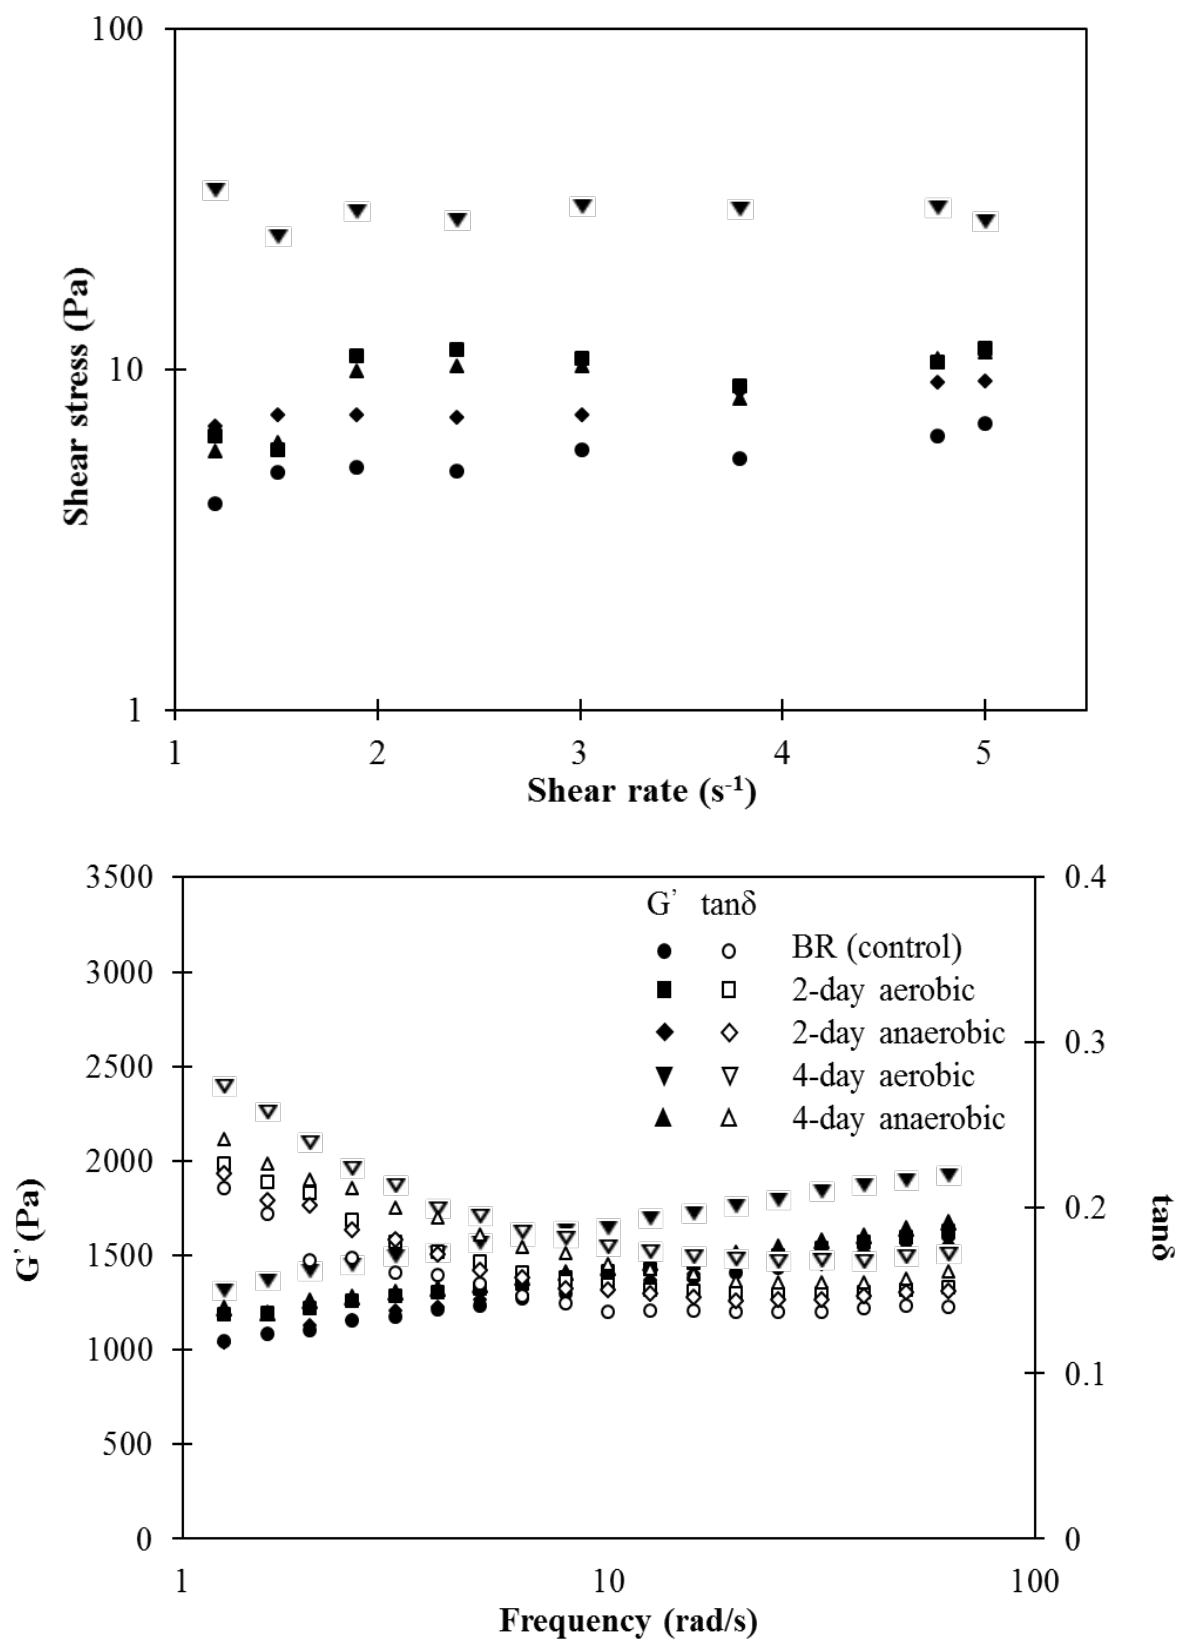 100
10
1
Shear stress (Pa)
1 2 3 4 5
Shear rate (s-1)
3500 0.4
G’ tanδ
BR (control)
3000
2-day aerobic
2-day anaerobic
0.3
2500
4-day aerobic
4-day anaerobic
2000
0.2
1500
1000
0.1
500
0 0
G’ (Pa)
tanδ
1 10 100
Frequency (rad/s)